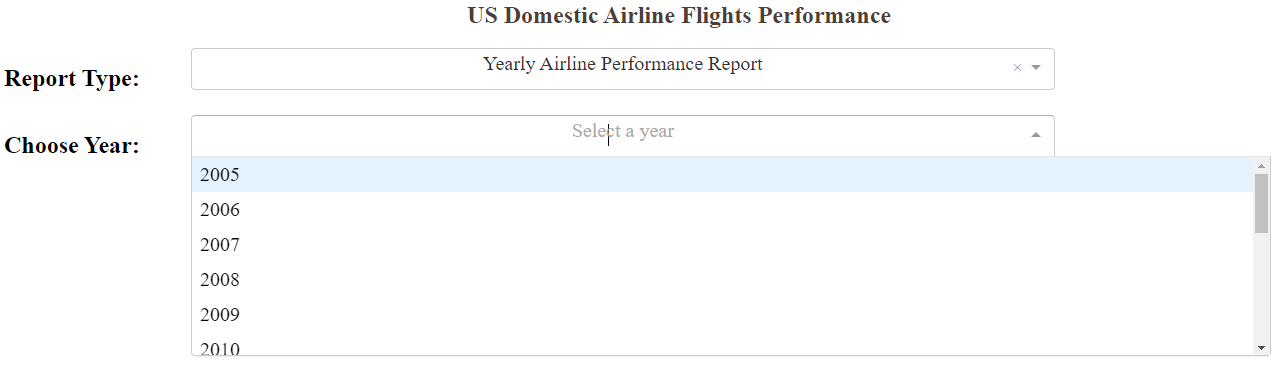 US Domestic Airline Flights Performance
Report Type:
Yearly Airline Performance Report
Choose Year:
Select a year
2005
2006
2007
2008
2009
2010